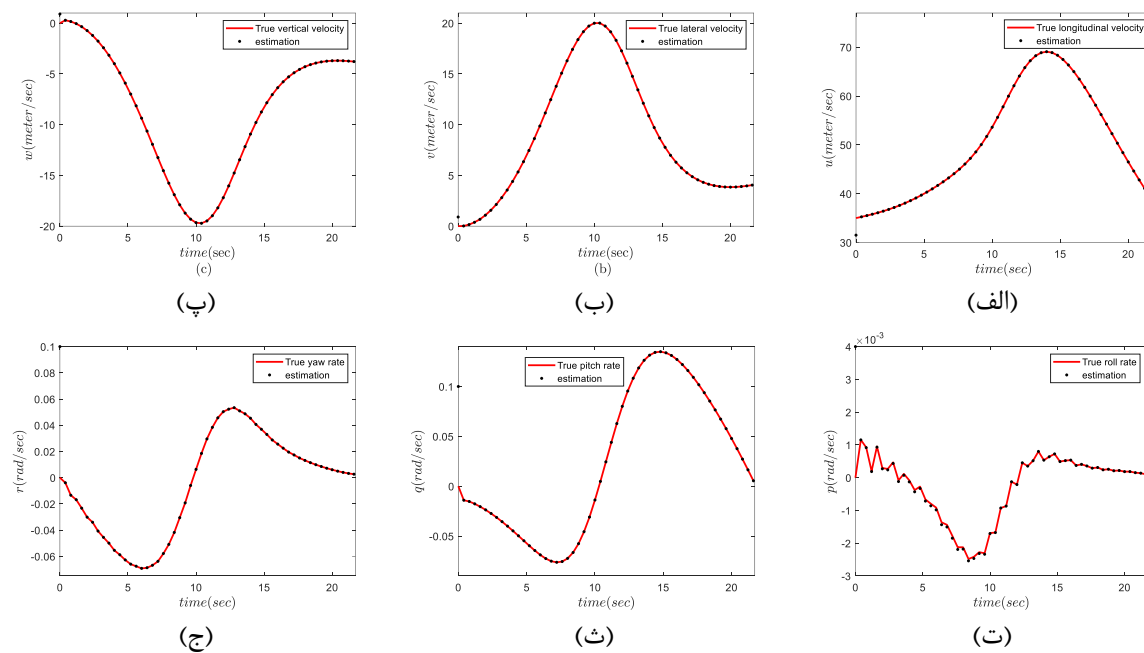 True vertical velocity
estimation
w(meter/sec)
0
-5
-10
-15
-20
0 5 10 15 20
time(sec)
(c)
(پ)
True lateral velocity
estimation
v(meter/sec)
20
15
10
5
0
0 5 10 15 20
time(sec)
(b)
(ب)
True longitudinal velocity
estimation
u(meter/sec)
70
60
50
40
30
0 5 10 15 20
time(sec)
(الف)
True yaw rate
estimation
r(rad/sec)
0.1
0.08
0.06
0.04
0.02
0
-0.02
-0.04
-0.06
0 5 10 15 20
time(sec)
(ج)
True pitch rate
estimation
q(rad/sec)
0.1
0.05
0
-0.05
0 5 10 15 20
time(sec)
(ث)
×10-3
True roll rate
estimation
p(rad/sec)
4
3
2
1
0
-1
-2
-3
0 5 10 15 20
time(sec)
(ت)